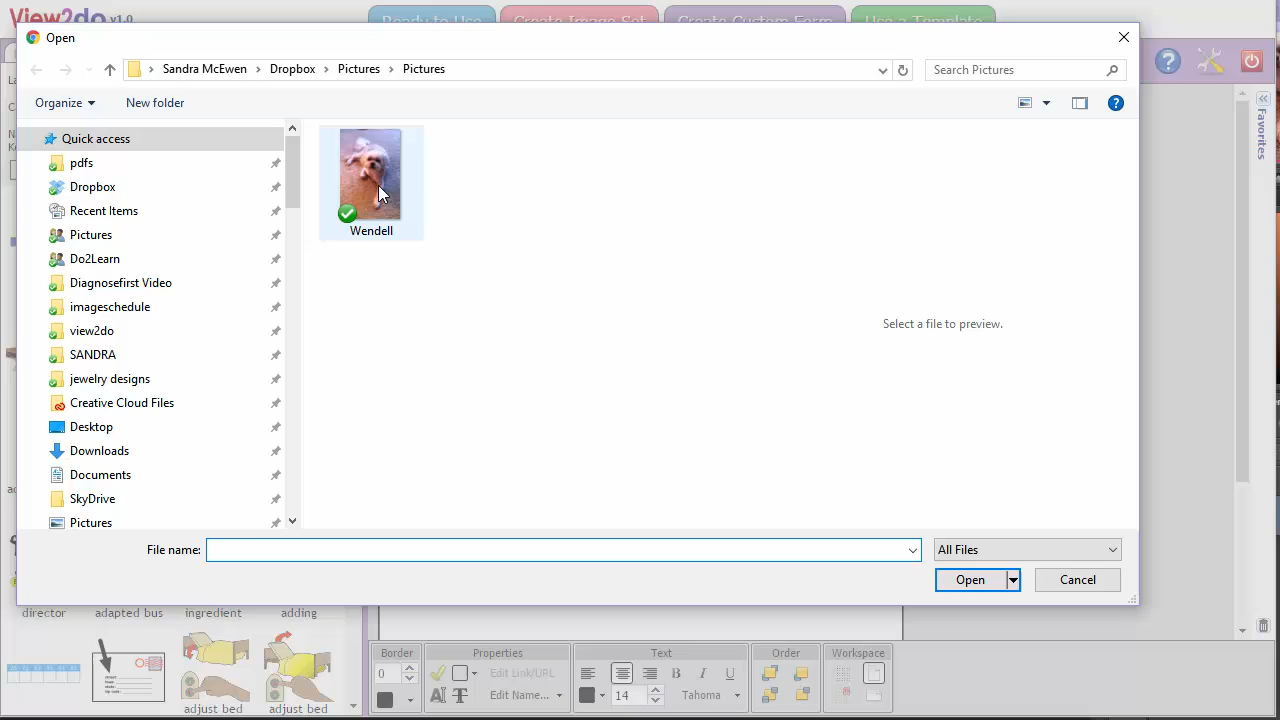 View2do v1.0
Ready to Use
Create Image Set
Create Custom Form
Use a Template
Open
Sandra McEwen
Dropbox
Pictures
Pictures
Search Pictures
Organize
New folder
Quick access
pdfs
Dropbox
Recent Items
Pictures
Do2Learn
Diagnosefirst Video
imageschedule
view2do
SANDRA
jewelry designs
Creative Cloud Files
Desktop
Downloads
Documents
SkyDrive
Pictures
Wendell
Select a file to preview.
Favorites
File name:
All Files
Open
Cancel
director
adapted bus
ingredient
adding
adjust bed
adjust bed
Border
Properties
Text
Order
Workspace
0
Edit Link/URL
B
I
U
Edit Name...
14
Tahoma